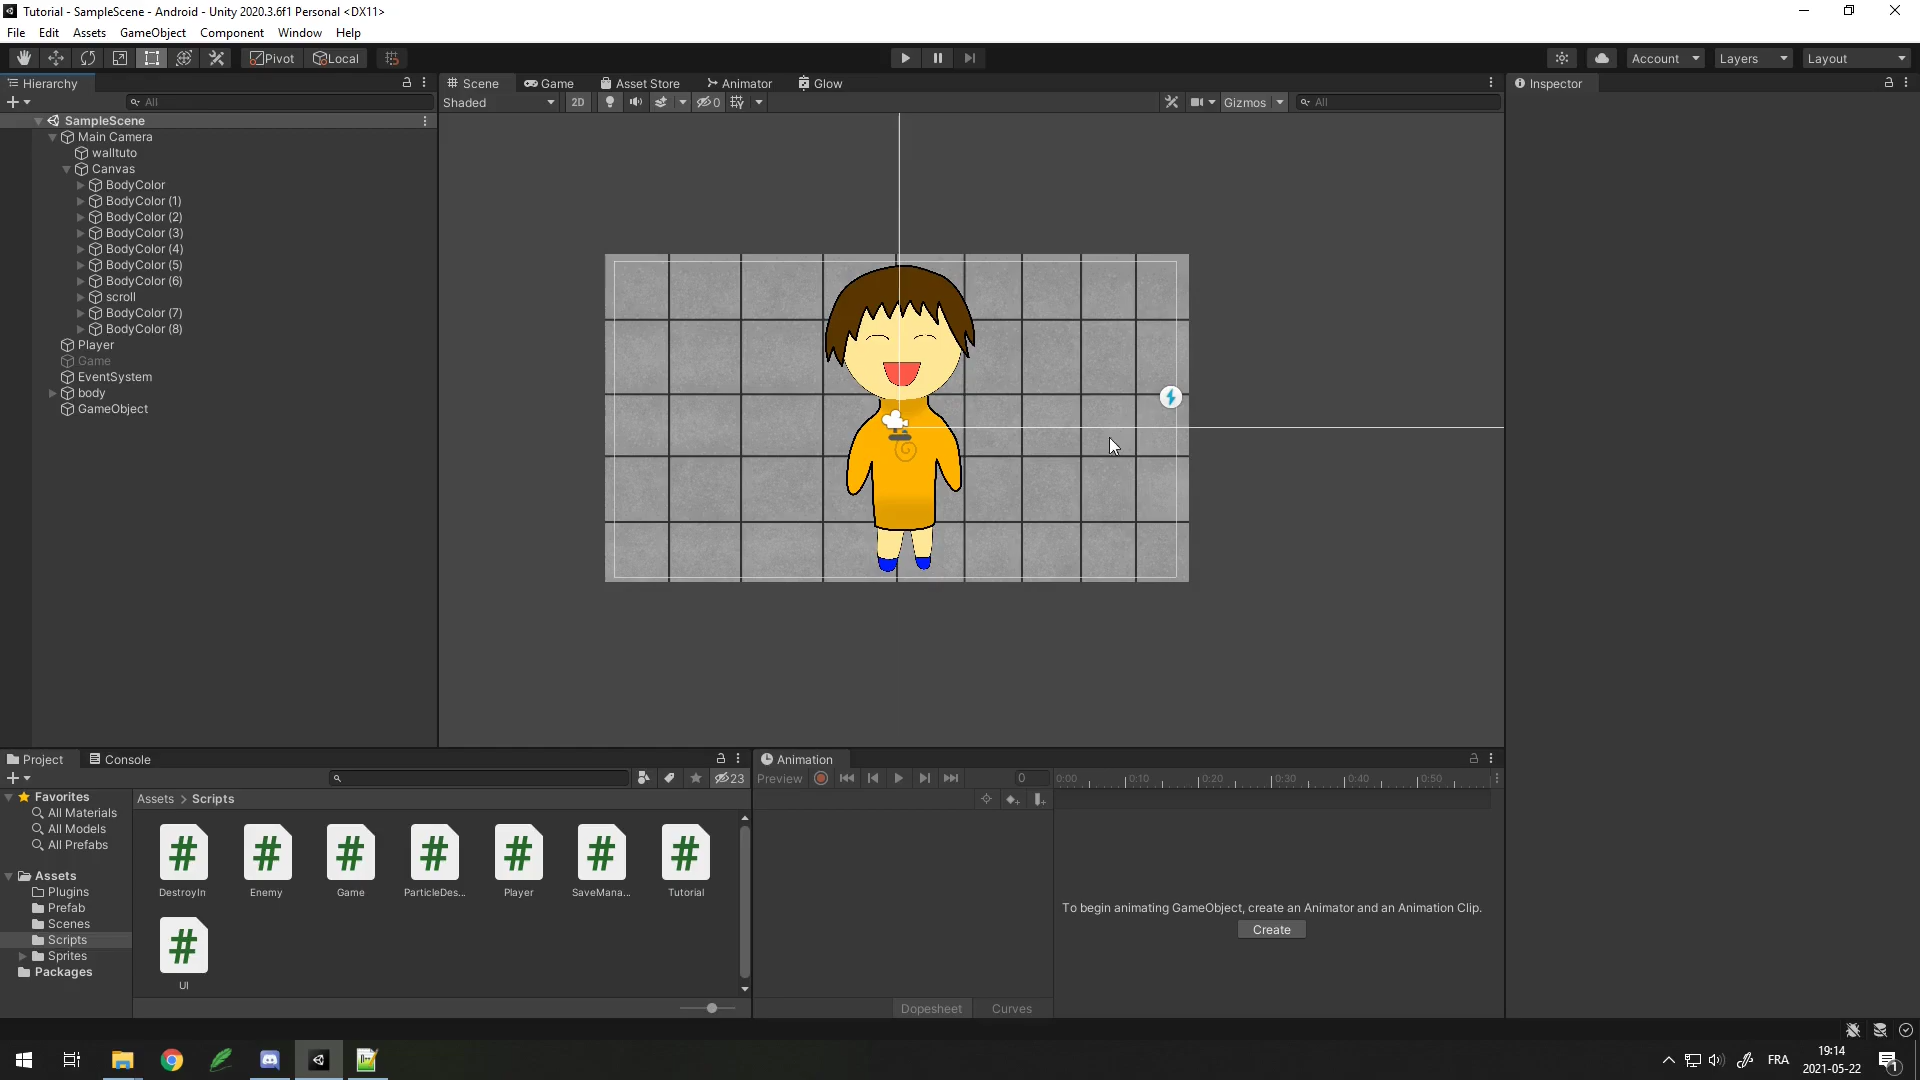 Tutorial - SampleScene - Android - Unity 2020.3.6f1 Personal <DX11>
File Edit Assets GameObject Component Window Help
Pivot Local Account Layers Layout
Hierarchy
All
SampleScene
Main Camera
walltuto
Canvas
BodyColor
BodyColor (1)
BodyColor (2)
BodyColor (3)
BodyColor (4)
BodyColor (5)
BodyColor (6)
scroll
BodyColor (7)
BodyColor (8)
Player
Game
EventSystem
body
GameObject
Scene Game Asset Store Animator Glow
Shaded 2D 0 Gizmos All
Inspector
Project Console
23
Favorites
All Materials
All Models
All Prefabs
Assets
Plugins
Prefab
Scenes
Scripts
Sprites
Packages
Assets > Scripts
DestroyIn Enemy Game ParticleDes... Player SaveMana... Tutorial
UI
Animation
Preview 0 0:00 0:10 0:20 0:30 0:40 0:50
To begin animating GameObject, create an Animator and an Animation Clip.
Create
Dopesheet Curves
FRA
19:14
2021-05-22
1